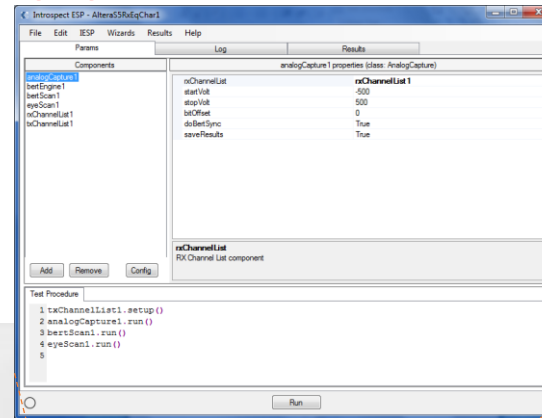 Introspect ESP - AlteraS5RxEqChar1
File Edit IESP Wizards Results Help
Params Log Results
Components
analogCapture1 properties (class: AnalogCapture)
analogCapture1
bertEngine1
bertScan1
eyeScan1
rxChannelList1
txChannelList1
rxChannelList rxChannelList1
startVolt -500
stopVolt 500
bitOffset 0
doBertSync True
saveResults True
rxChannelList
RX Channel List component
Add Remove Config
Test Procedure
1 txChannelList1.setup()
2 analogCapture1.run()
3 bertScan1.run()
4 eyeScan1.run()
5
Run